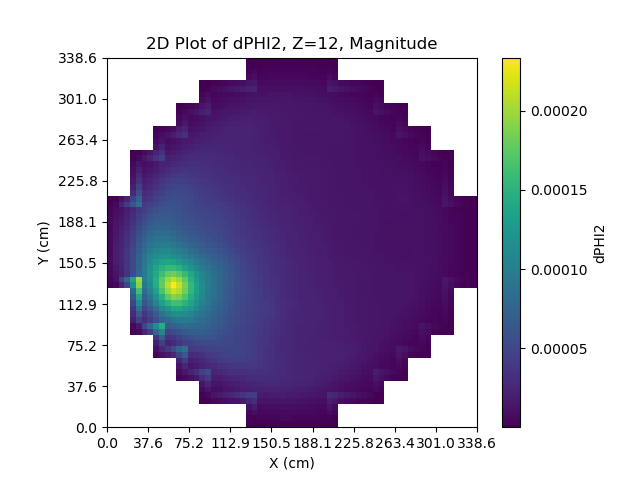 2D Plot of dPHI2, Z=12, Magnitude
338.6
301.0
263.4
225.8
188.1
150.5
112.9
75.2
37.6
0.0
Y (cm)
0.0 37.6 75.2 112.9 150.5 188.1 225.8 263.4 301.0 338.6
X (cm)
0.00020
0.00015
0.00010
0.00005
dPHI2